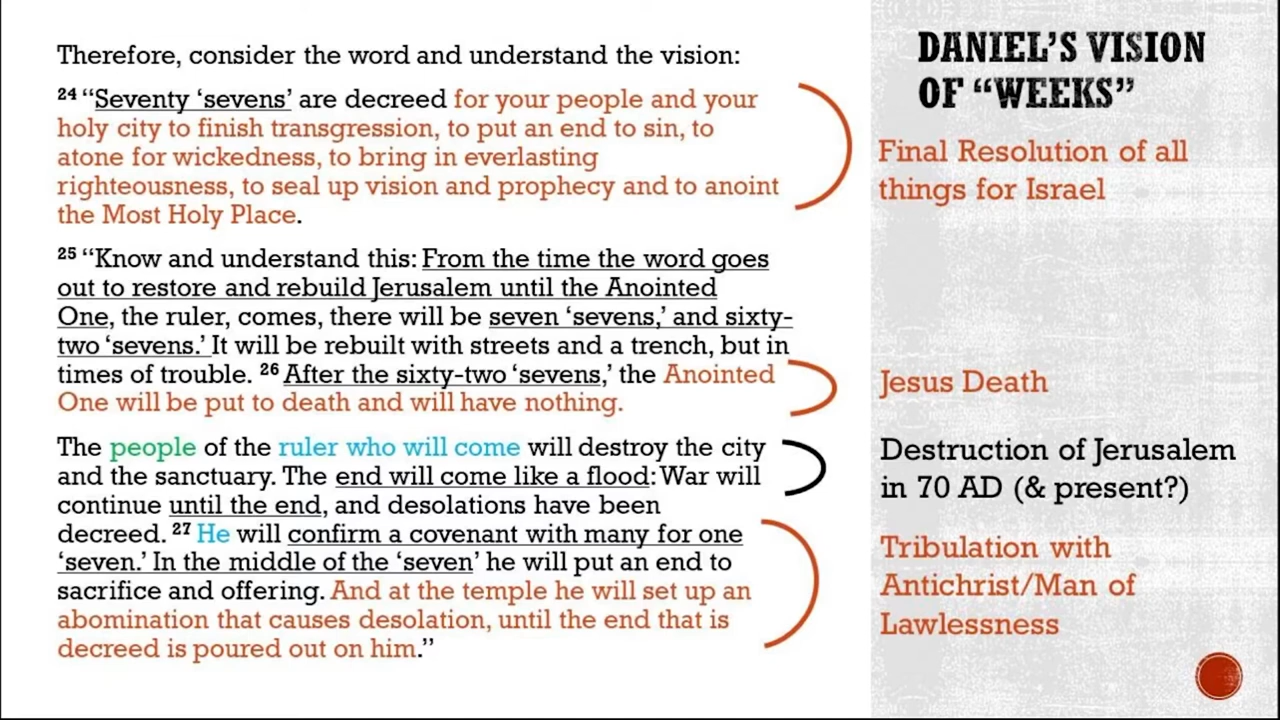 Therefore, consider the word and understand the vision:
24 “Seventy ‘sevens’ are decreed for your people and your
holy city to finish transgression, to put an end to sin, to
atone for wickedness, to bring in everlasting
righteousness, to seal up vision and prophecy and to anoint
the Most Holy Place.
25 “Know and understand this: From the time the word goes
out to restore and rebuild Jerusalem until the Anointed
One, the ruler, comes, there will be seven ‘sevens,’ and sixty-
two ‘sevens.’ It will be rebuilt with streets and a trench, but in
times of trouble. 26 After the sixty-two ‘sevens,’ the Anointed
One will be put to death and will have nothing.
The people of the ruler who will come will destroy the city
and the sanctuary. The end will come like a flood: War will
continue until the end, and desolations have been
decreed. 27 He will confirm a covenant with many for one
‘seven.’ In the middle of the ‘seven’ he will put an end to
sacrifice and offering. And at the temple he will set up an
abomination that causes desolation, until the end that is
decreed is poured out on him.”
DANIEL’S VISION
OF “WEEKS”
Final Resolution of all
things for Israel
Jesus Death
Destruction of Jerusalem
in 70 AD (& present?)
Tribulation with
Antichrist/Man of
Lawlessness